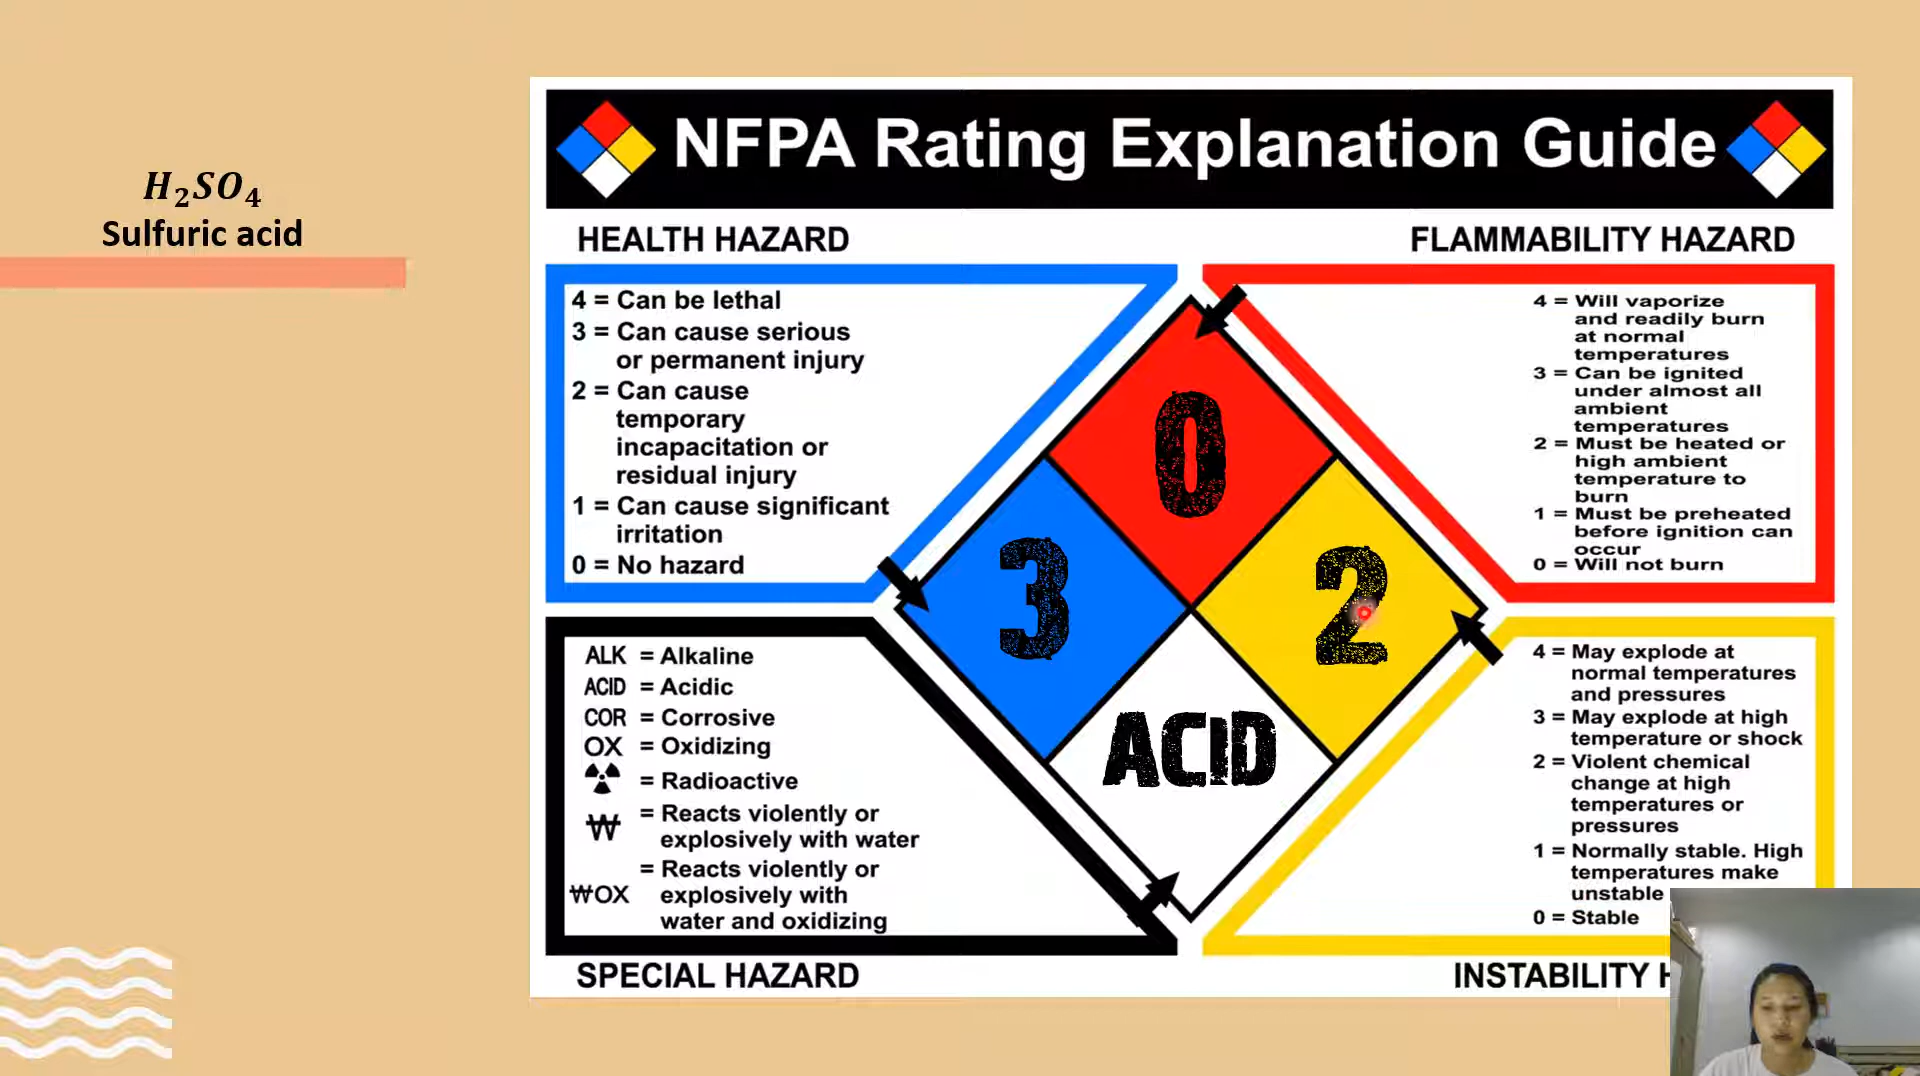 H₂SO₄
Sulfuric acid
NFPA Rating Explanation Guide
HEALTH HAZARD
4 = Can be lethal
3 = Can cause serious
or permanent injury
2 = Can cause
temporary
incapacitation or
residual injury
1 = Can cause significant
irritation
0 = No hazard
FLAMMABILITY HAZARD
4 = Will vaporize
and readily burn
at normal
temperatures
3 = Can be ignited
under almost all
ambient
temperatures
2 = Must be heated or
high ambient
temperature to
burn
1 = Must be preheated
before ignition can
occur
0 = Will not burn
0
3
2
ACID
ALK = Alkaline
ACID = Acidic
COR = Corrosive
OX = Oxidizing
= Radioactive
W = Reacts violently or
explosively with water
= Reacts violently or
WOX explosively with
water and oxidizing
SPECIAL HAZARD
4 = May explode at
normal temperatures
and pressures
3 = May explode at high
temperature or shock
2 = Violent chemical
change at high
temperatures or
pressures
1 = Normally stable. High
temperatures make
unstable
0 = Stable
INSTABILITY